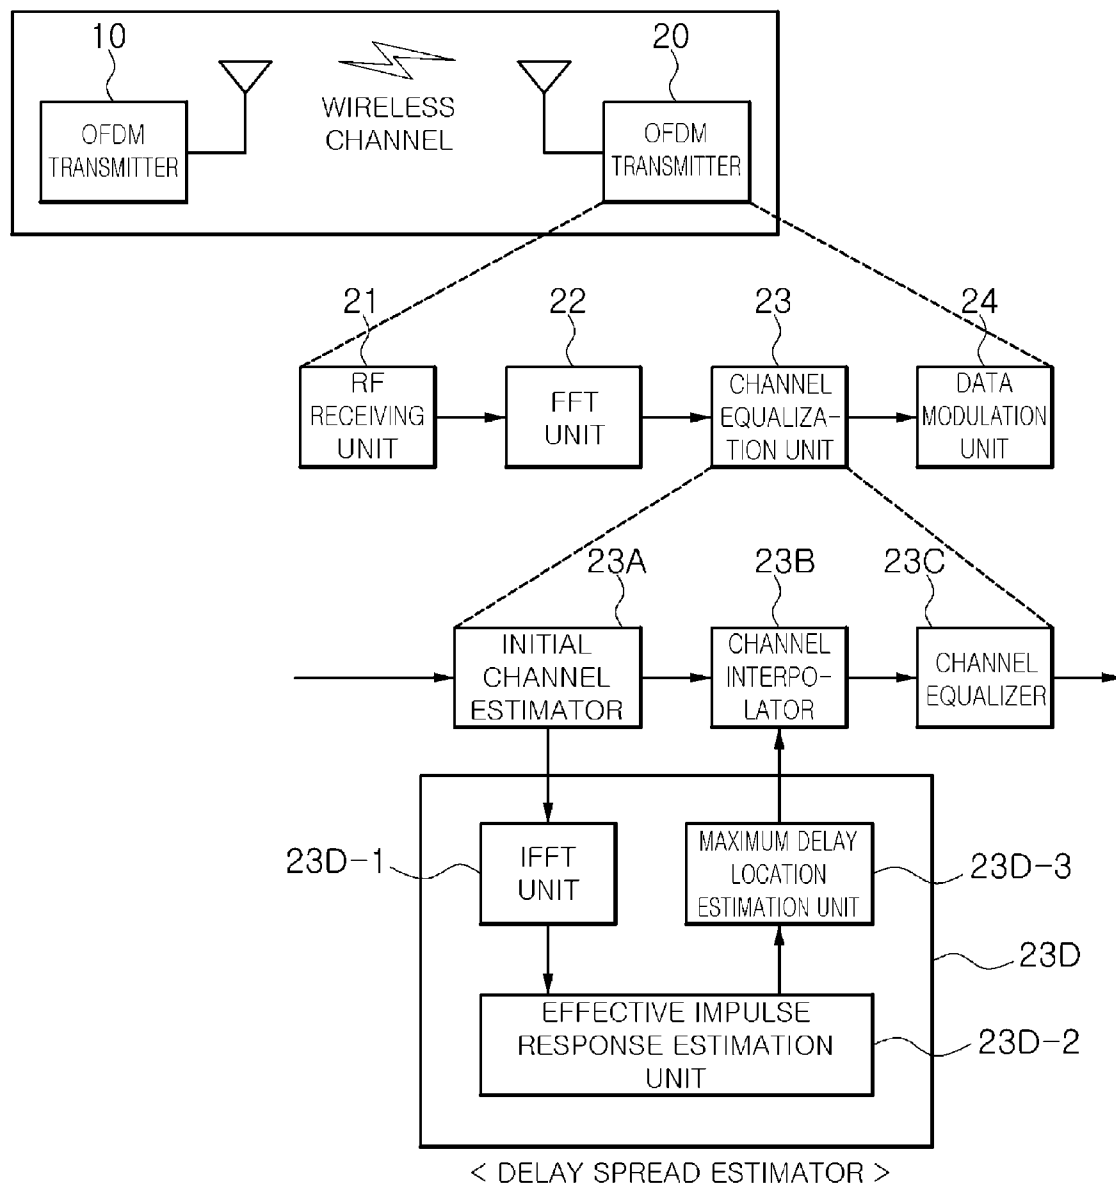 10
20
WIRELESS
CHANNEL
OFDM
TRANSMITTER
OFDM
TRANSMITTER
21
22
23
24
RF
RECEIVING
UNIT
FFT
UNIT
CHANNEL
EQUALIZA-
TION UNIT
DATA
MODULATION
UNIT
23A
23B
23C
INITIAL
CHANNEL
ESTIMATOR
CHANNEL
INTERPO-
LATOR
CHANNEL
EQUALIZER
23D-1
IFFT
UNIT
MAXIMUM DELAY
LOCATION
ESTIMATION UNIT
23D-3
23D
EFFECTIVE IMPULSE
RESPONSE ESTIMATION
UNIT
23D-2
< DELAY SPREAD ESTIMATOR >